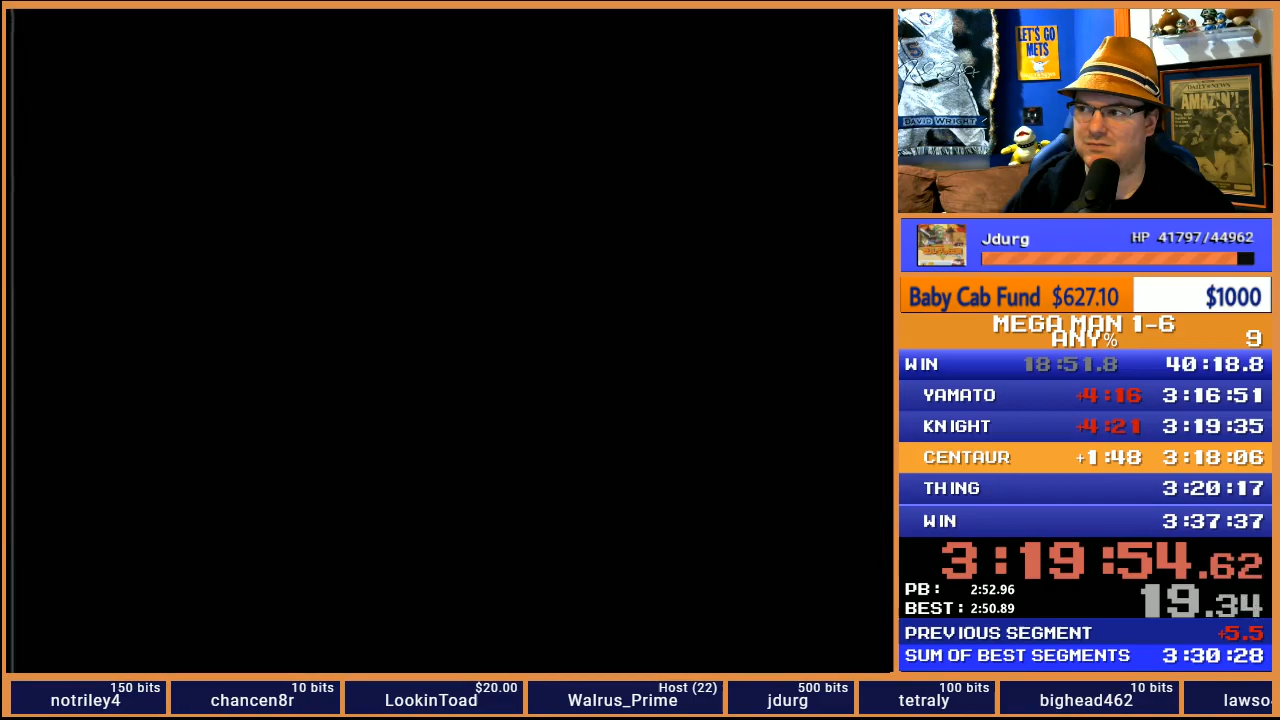 LET'S GO
METS
5
DAVID WRIGHT
DAILY NEWS
AMAZIN'!
Jdurg HP 41797/44962
Baby Cab Fund $627.10 $1000
MEGA MAN 1-6
ANY% 9
WIN 18:51.8 40:18.8
YAMATO +4:16 3:16:51
KNIGHT +4:21 3:19:35
CENTAUR +1:48 3:18:06
THING 3:20:17
WIN 3:37:37
3:19:54.62
PB: 2:52.96
BEST: 2:50.89
19.34
PREVIOUS SEGMENT +5.5
SUM OF BEST SEGMENTS 3:30:28
150 bits 10 bits $20.00 Host (22) 500 bits 100 bits 10 bits
notriley4 chancen8r LookinToad Walrus_Prime jdurg tetraly bighead462 lawso